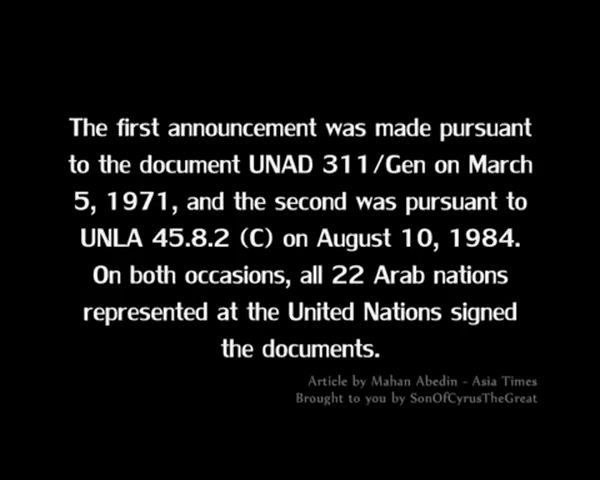 The first announcement was made pursuant
to the document UNAD 311/Gen on March
5, 1971, and the second was pursuant to
UNLA 45.8.2 (C) on August 10, 1984.
On both occasions, all 22 Arab nations
represented at the United Nations signed
the documents.
Article by Mahan Abedin - Asia Times
Brought to you by SonOfCyrusTheGreat